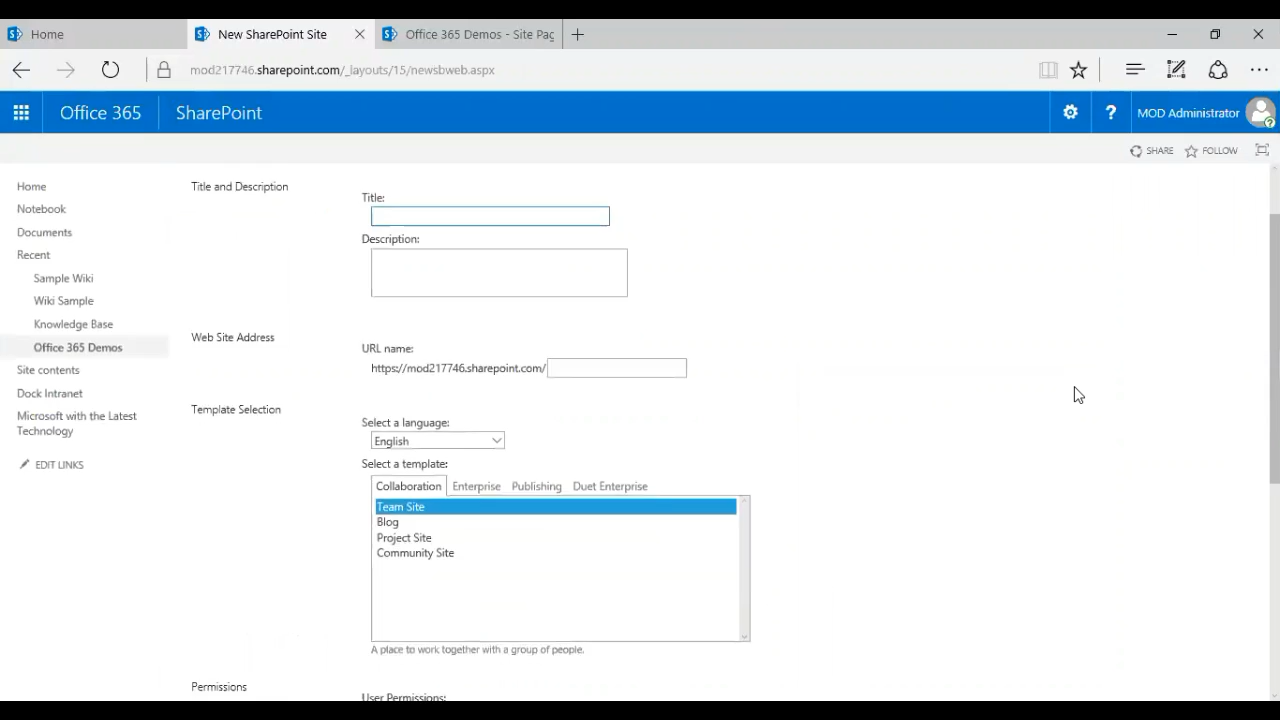 Home
New SharePoint Site
Office 365 Demos - Site Pag
mod217746.sharepoint.com/_layouts/15/newsbweb.aspx
Office 365
SharePoint
?
MOD Administrator
SHARE
FOLLOW
Home
Notebook
Documents
Recent
Sample Wiki
Wiki Sample
Knowledge Base
Office 365 Demos
Site contents
Dock Intranet
Microsoft with the Latest
Technology
EDIT LINKS
Title and Description
Title:
Description:
Web Site Address
URL name:
https://mod217746.sharepoint.com/
Template Selection
Select a language:
English
Select a template:
Collaboration Enterprise Publishing Duet Enterprise
Team Site
Blog
Project Site
Community Site
A place to work together with a group of people.
Permissions
User Permissions: